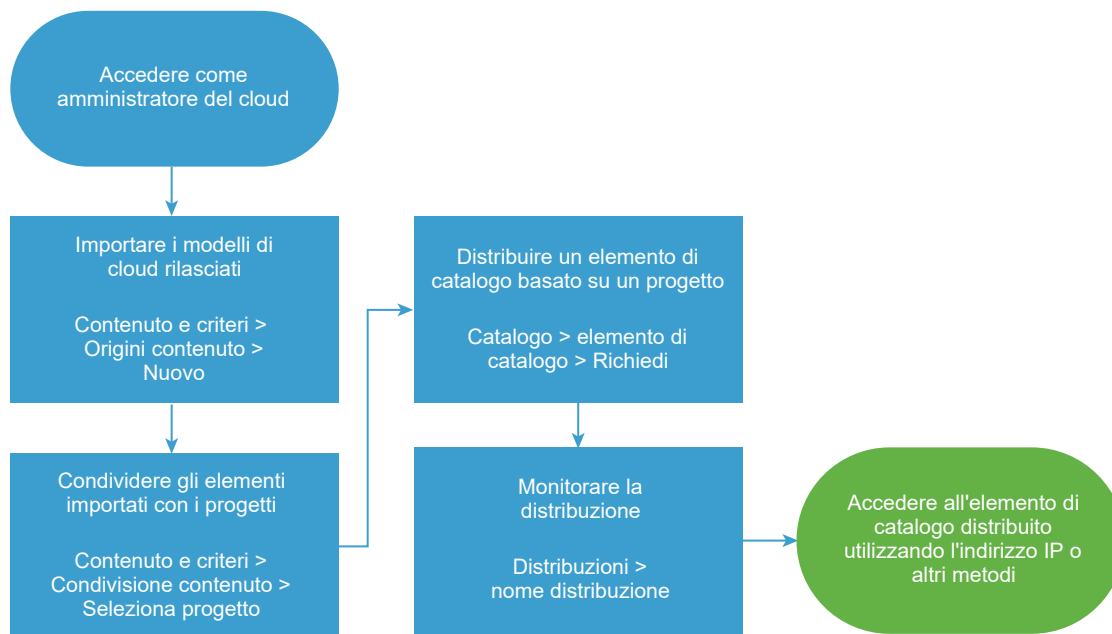 Accedere come
amministratore del cloud
Importare i modelli di
cloud rilasciati
Contenuto e criteri >
Origini contenuto >
Nuovo
Condividere gli elementi
importati con i progetti
Contenuto e criteri >
Condivisione contenuto >
Seleziona progetto
Distribuire un elemento di
catalogo basato su un progetto
Catalogo > elemento di
catalogo > Richiedi
Monitorare la
distribuzione
Distribuzioni >
nome distribuzione
Accedere all'elemento di
catalogo distribuito
utilizzando l'indirizzo IP o
altri metodi